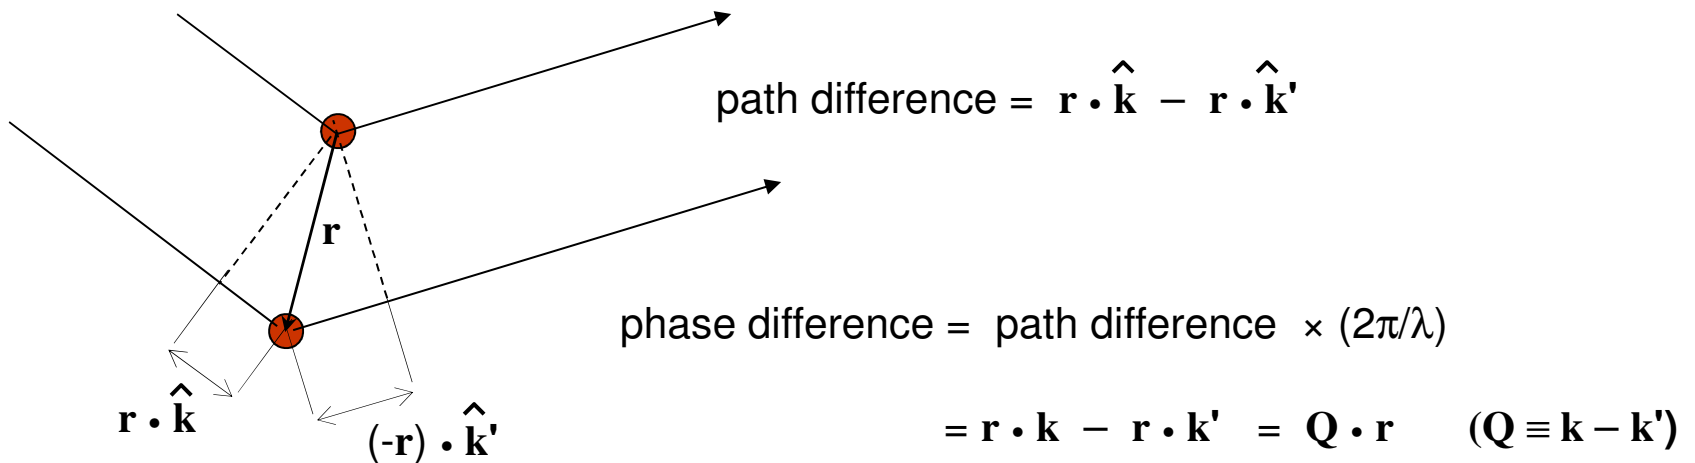 path difference = r • k̂ − r • k̂'
r
phase difference = path difference × (2π/λ)
r • k̂
(-r) • k̂'
= r • k − r • k' = Q • r (Q ≡ k − k')